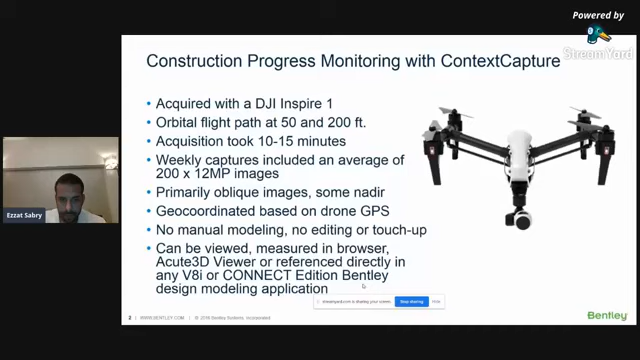 Powered by
StreamYard
Construction Progress Monitoring with ContextCapture
• Acquired with a DJI Inspire 1
• Orbital flight path at 50 and 200 ft.
• Acquisition took 10-15 minutes
• Weekly captures included an average of
200 x 12MP images
• Primarily oblique images, some nadir
• Geocoordinated based on drone GPS
• No manual modeling, no editing or touch-up
• Can be viewed, measured in browser,
Acute3D Viewer or referenced directly in
any V8i or CONNECT Edition Bentley
design modeling application
Ezzat Sabry
streamyard.com is sharing your screen.
Stop sharing
Hide
2 | WWW.BENTLEY.COM | © 2016 Bentley Systems, Incorporated
Bentley